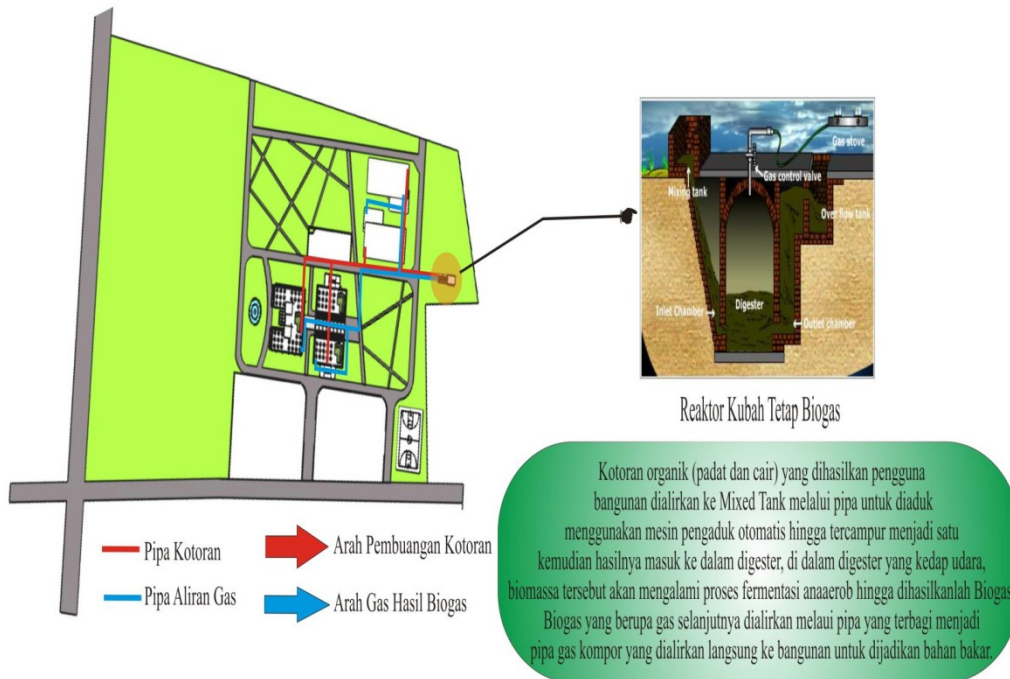 Gas stove
Gas control valve
Mixing tank
Over flow tank
Digester
Inlet Chamber
Outlet chamber
Reaktor Kubah Tetap Biogas
Kotoran organik (padat dan cair) yang dihasilkan pengguna
bangunan dialirkan ke Mixed Tank melalui pipa untuk diaduk
menggunakan mesin pengaduk otomatis hingga tercampur menjadi satu
kemudian hasilnya masuk ke dalam digester, di dalam digester yang kedap udara,
biomassa tersebut akan mengalami proses fermentasi anaaerob hingga dihasilkanlah Biogas
Biogas yang berupa gas selanjutnya dialirkan melaui pipa yang terbagi menjadi
pipa gas kompor yang dialirkan langsung ke bangunan untuk dijadikan bahan bakar.
Pipa Kotoran
Arah Pembuangan Kotoran
Pipa Aliran Gas
Arah Gas Hasil Biogas